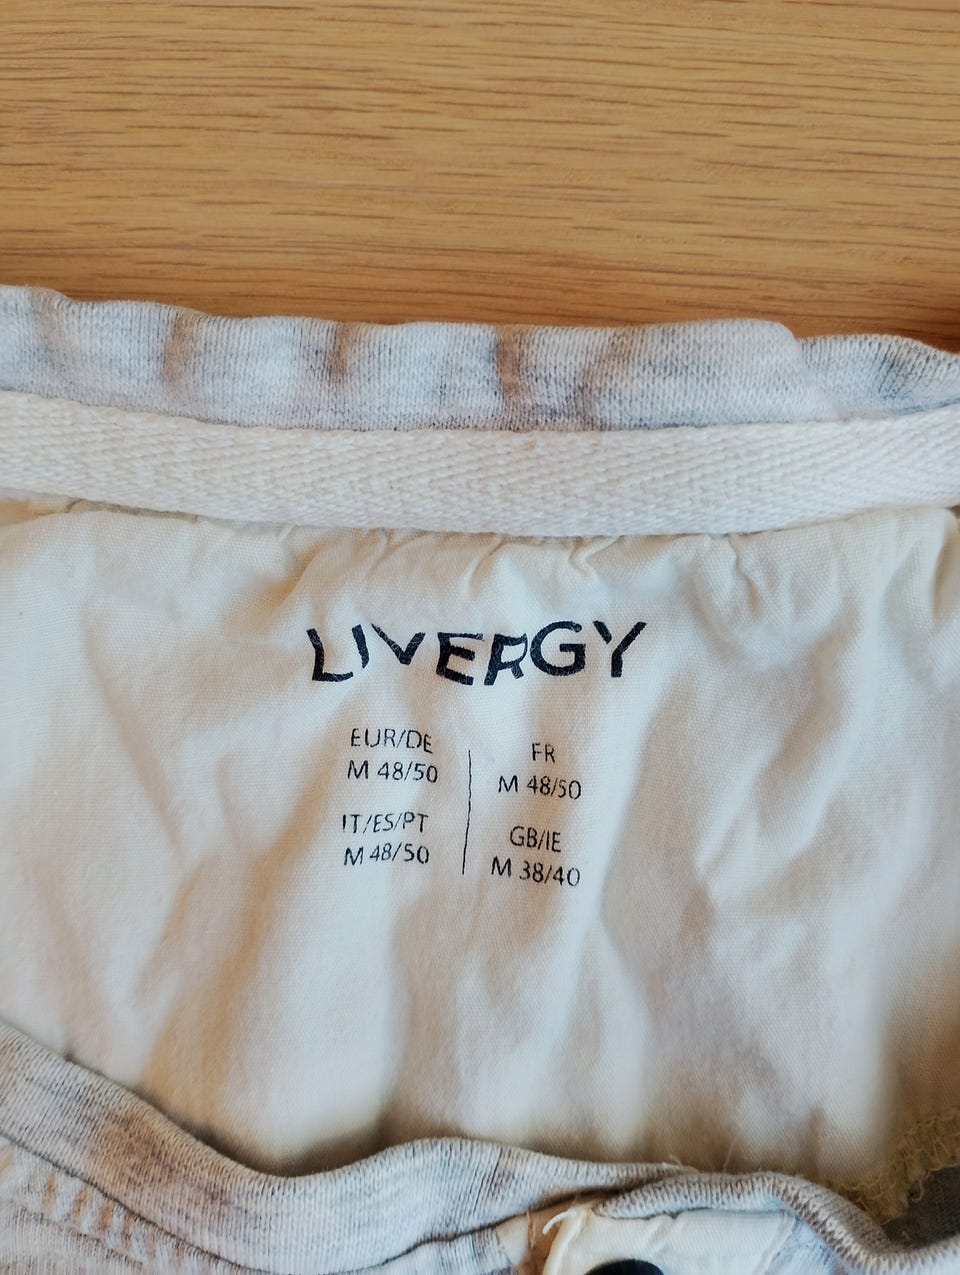 LIVERGY
EUR/DE
M 48/50
FR
M 48/50
IT/ES/PT
M 48/50
GB/IE
M 38/40